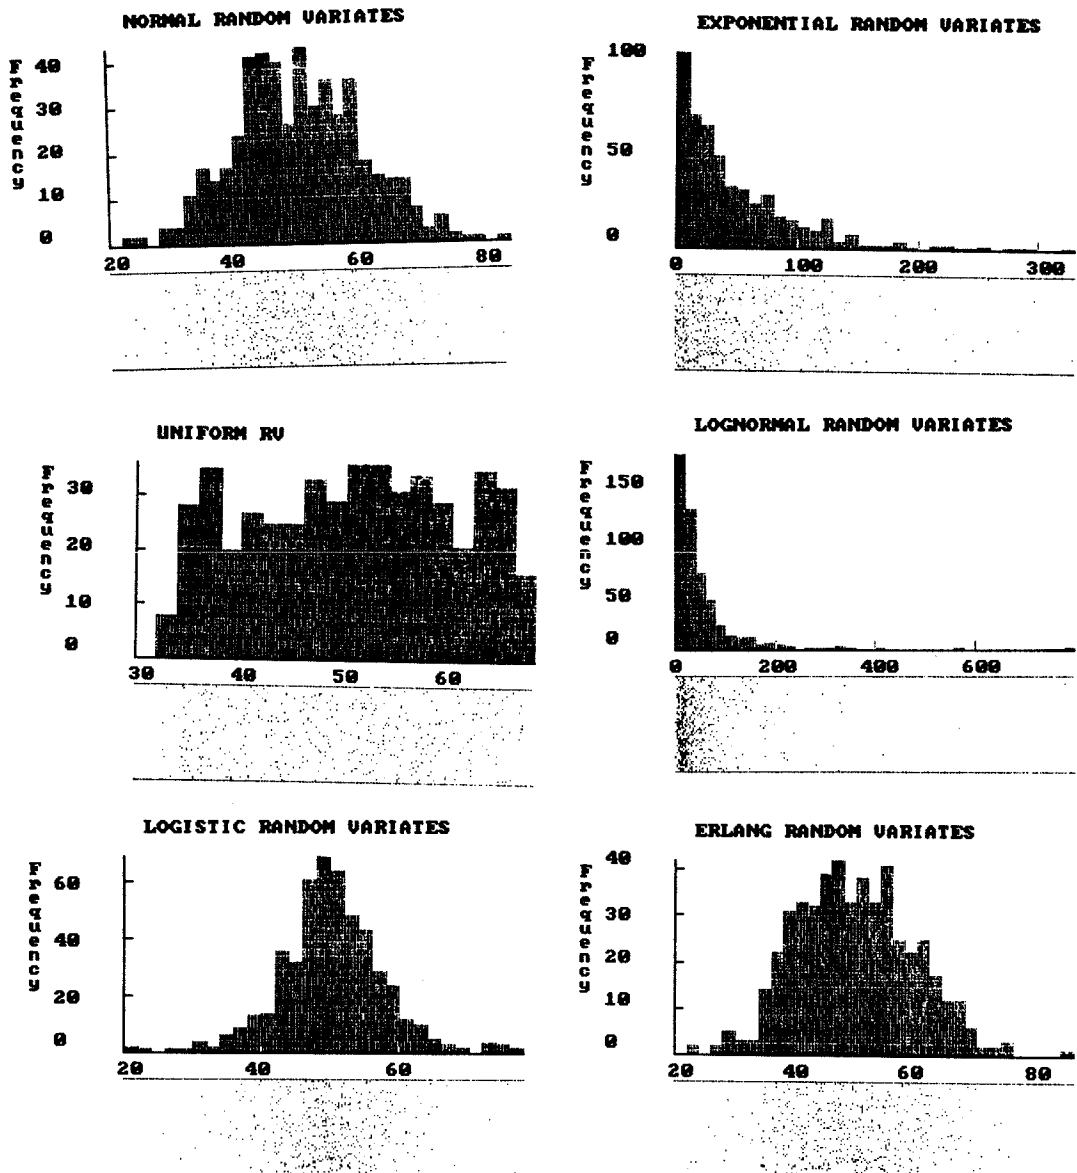 NORMAL RANDOM VARIATES
Frequency
40
30
20
10
0
20 40 60 80
EXPONENTIAL RANDOM VARIATES
Frequency
100
50
0
0 100 200 300
UNIFORM RV
Frequency
30
20
10
0
30 40 50 60
LOGNORMAL RANDOM VARIATES
Frequency
150
100
50
0
0 200 400 600
LOGISTIC RANDOM VARIATES
Frequency
60
40
20
0
20 40 60
ERLANG RANDOM VARIATES
Frequency
40
30
20
10
0
20 40 60 80